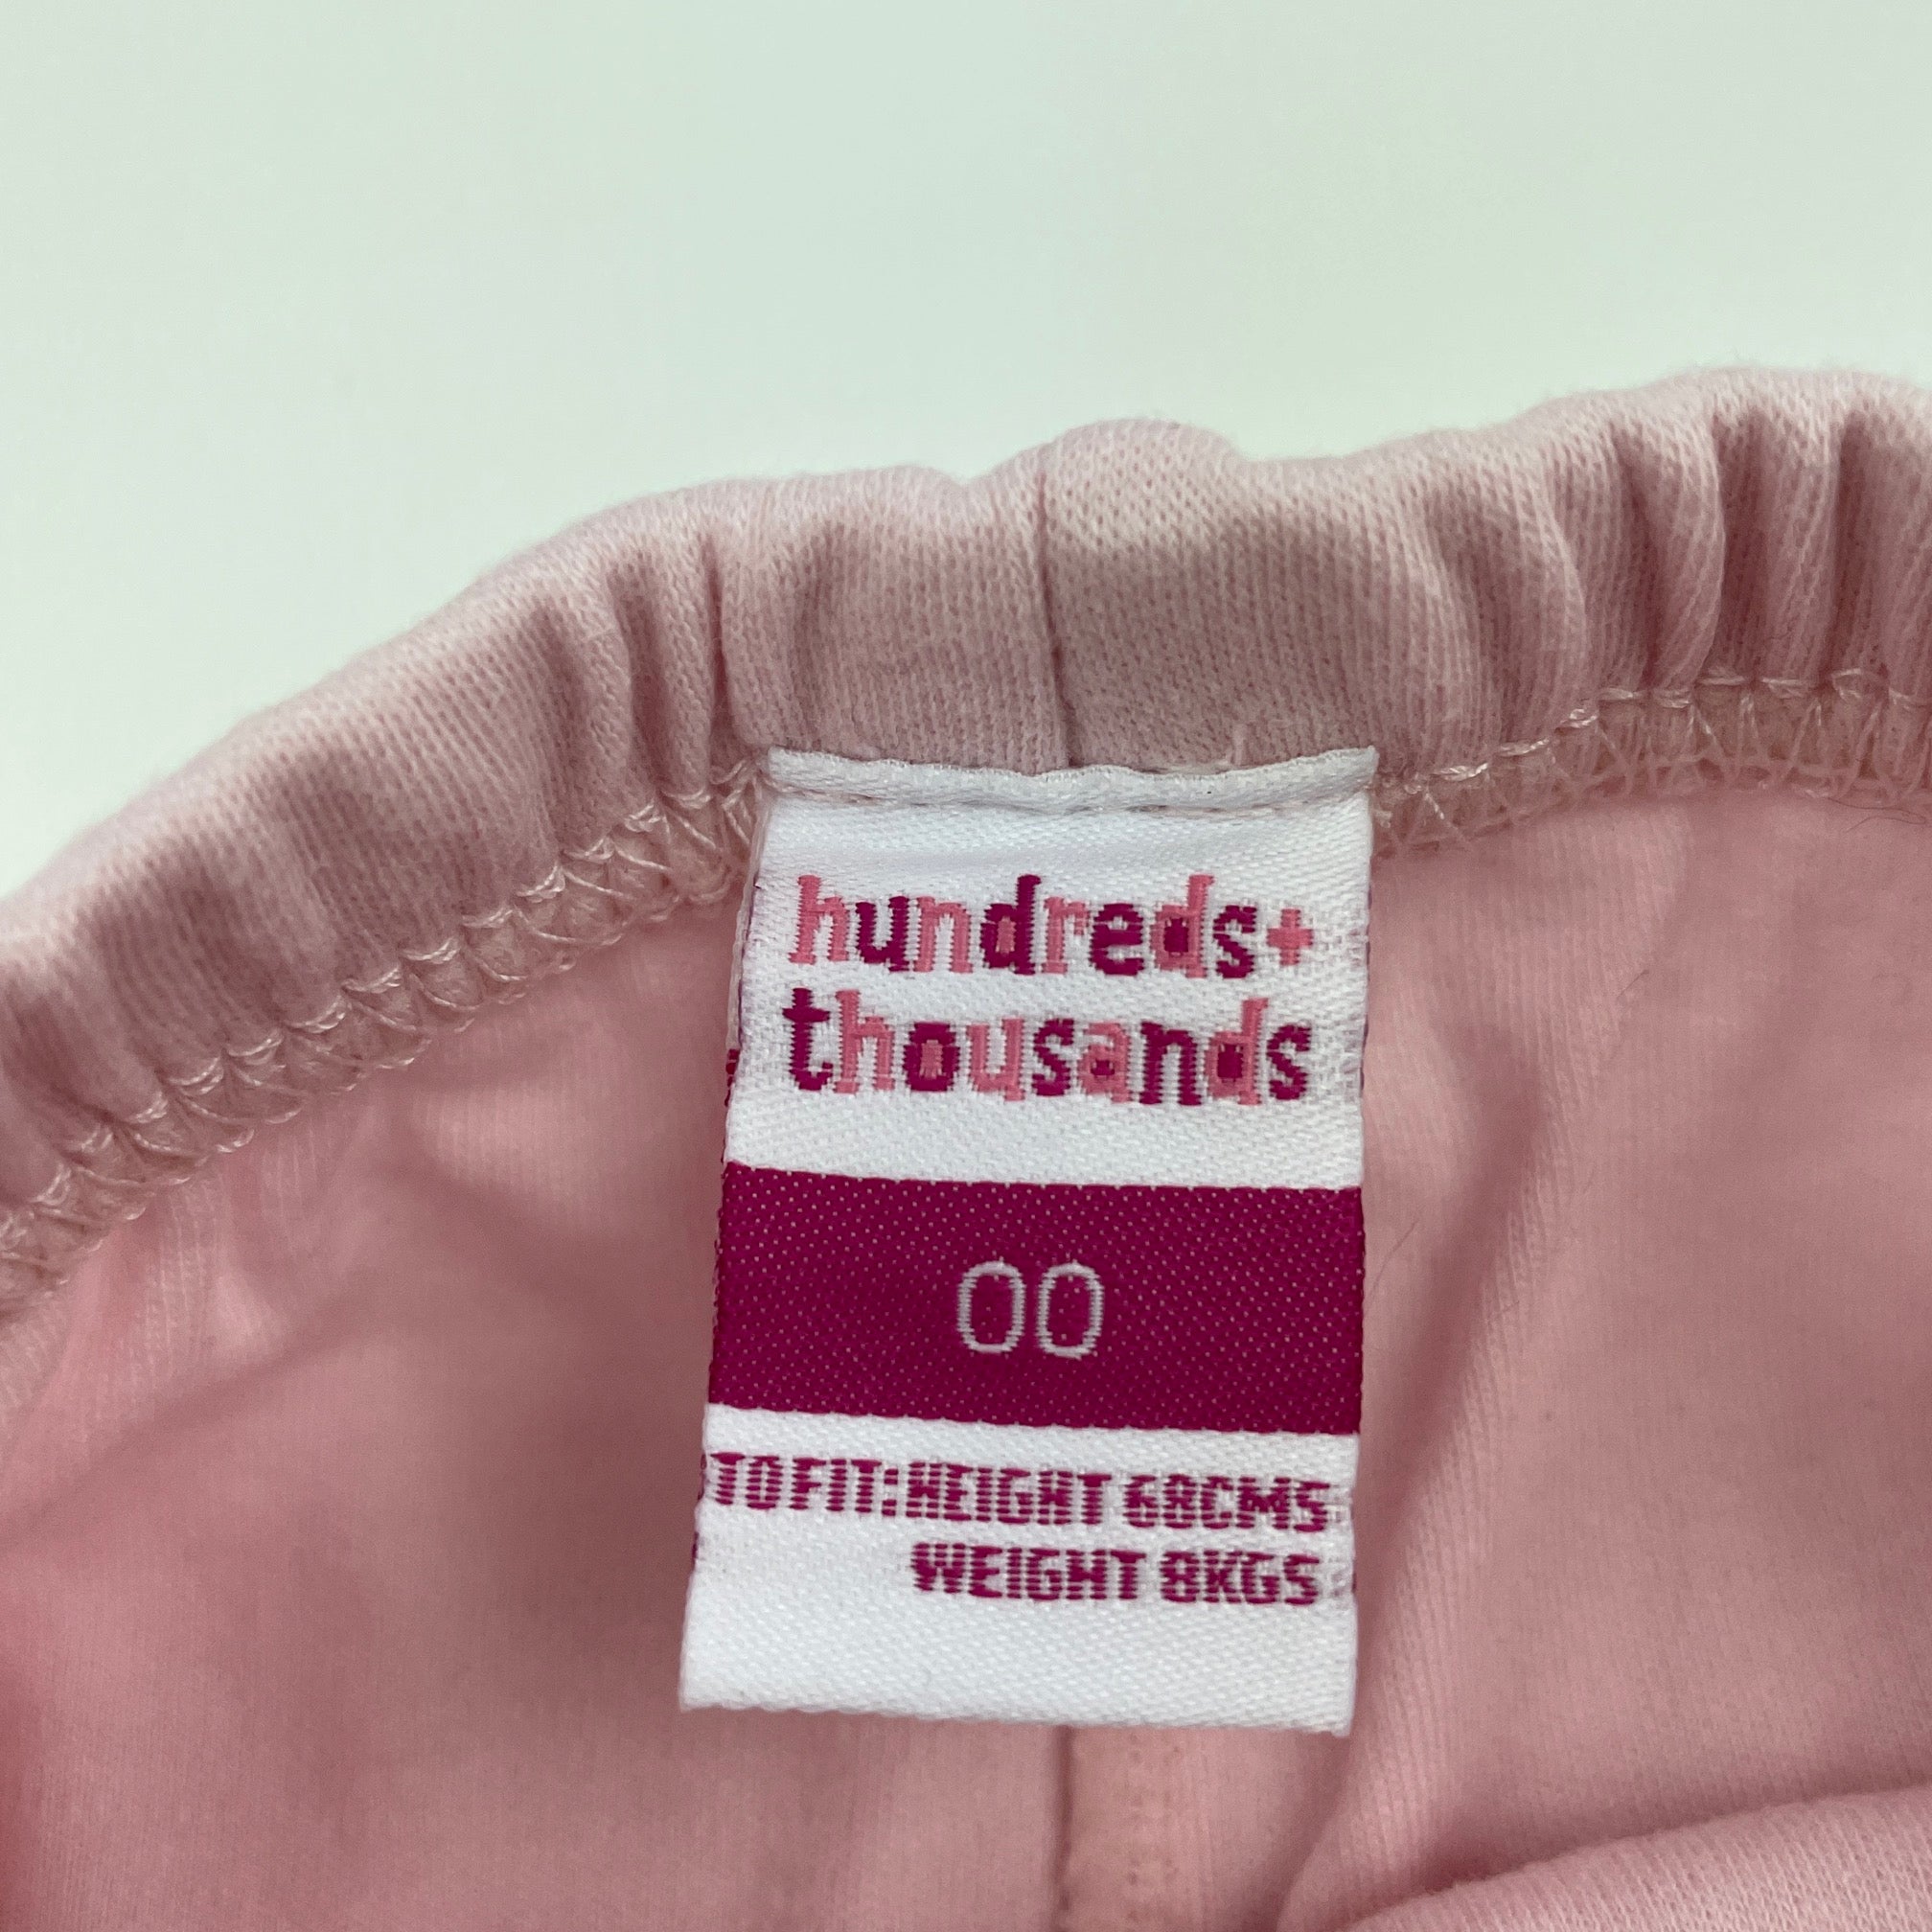 hundreds+
thousands
00
TO FIT: HEIGHT 68CMS
WEIGHT 8KGS